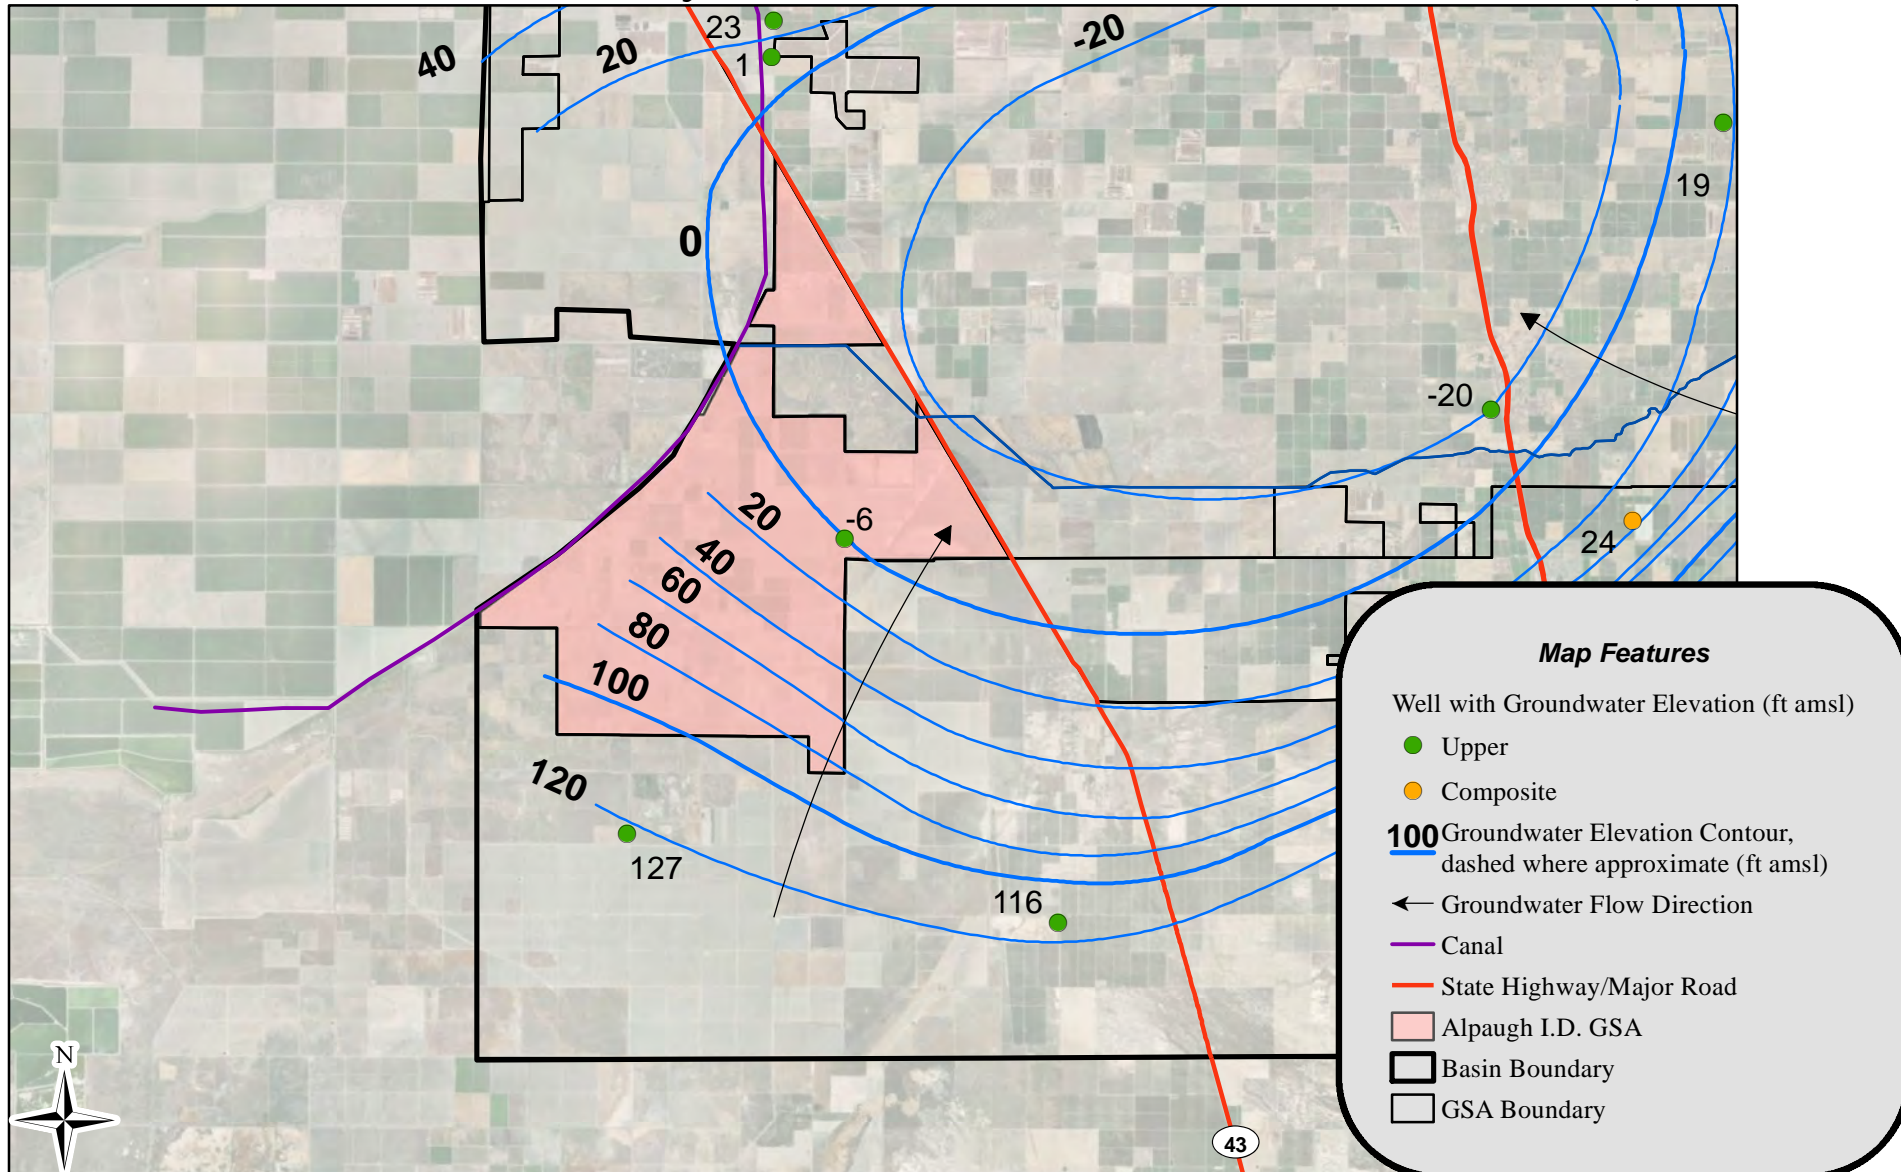 23
1
40
20
-20
19
0
-20
-6
24
20
40
60
80
100
120
127
116
Map Features
Well with Groundwater Elevation (ft amsl)
Upper
Composite
100 Groundwater Elevation Contour,
dashed where approximate (ft amsl)
Groundwater Flow Direction
Canal
State Highway/Major Road
Alpaugh I.D. GSA
Basin Boundary
GSA Boundary
N
43